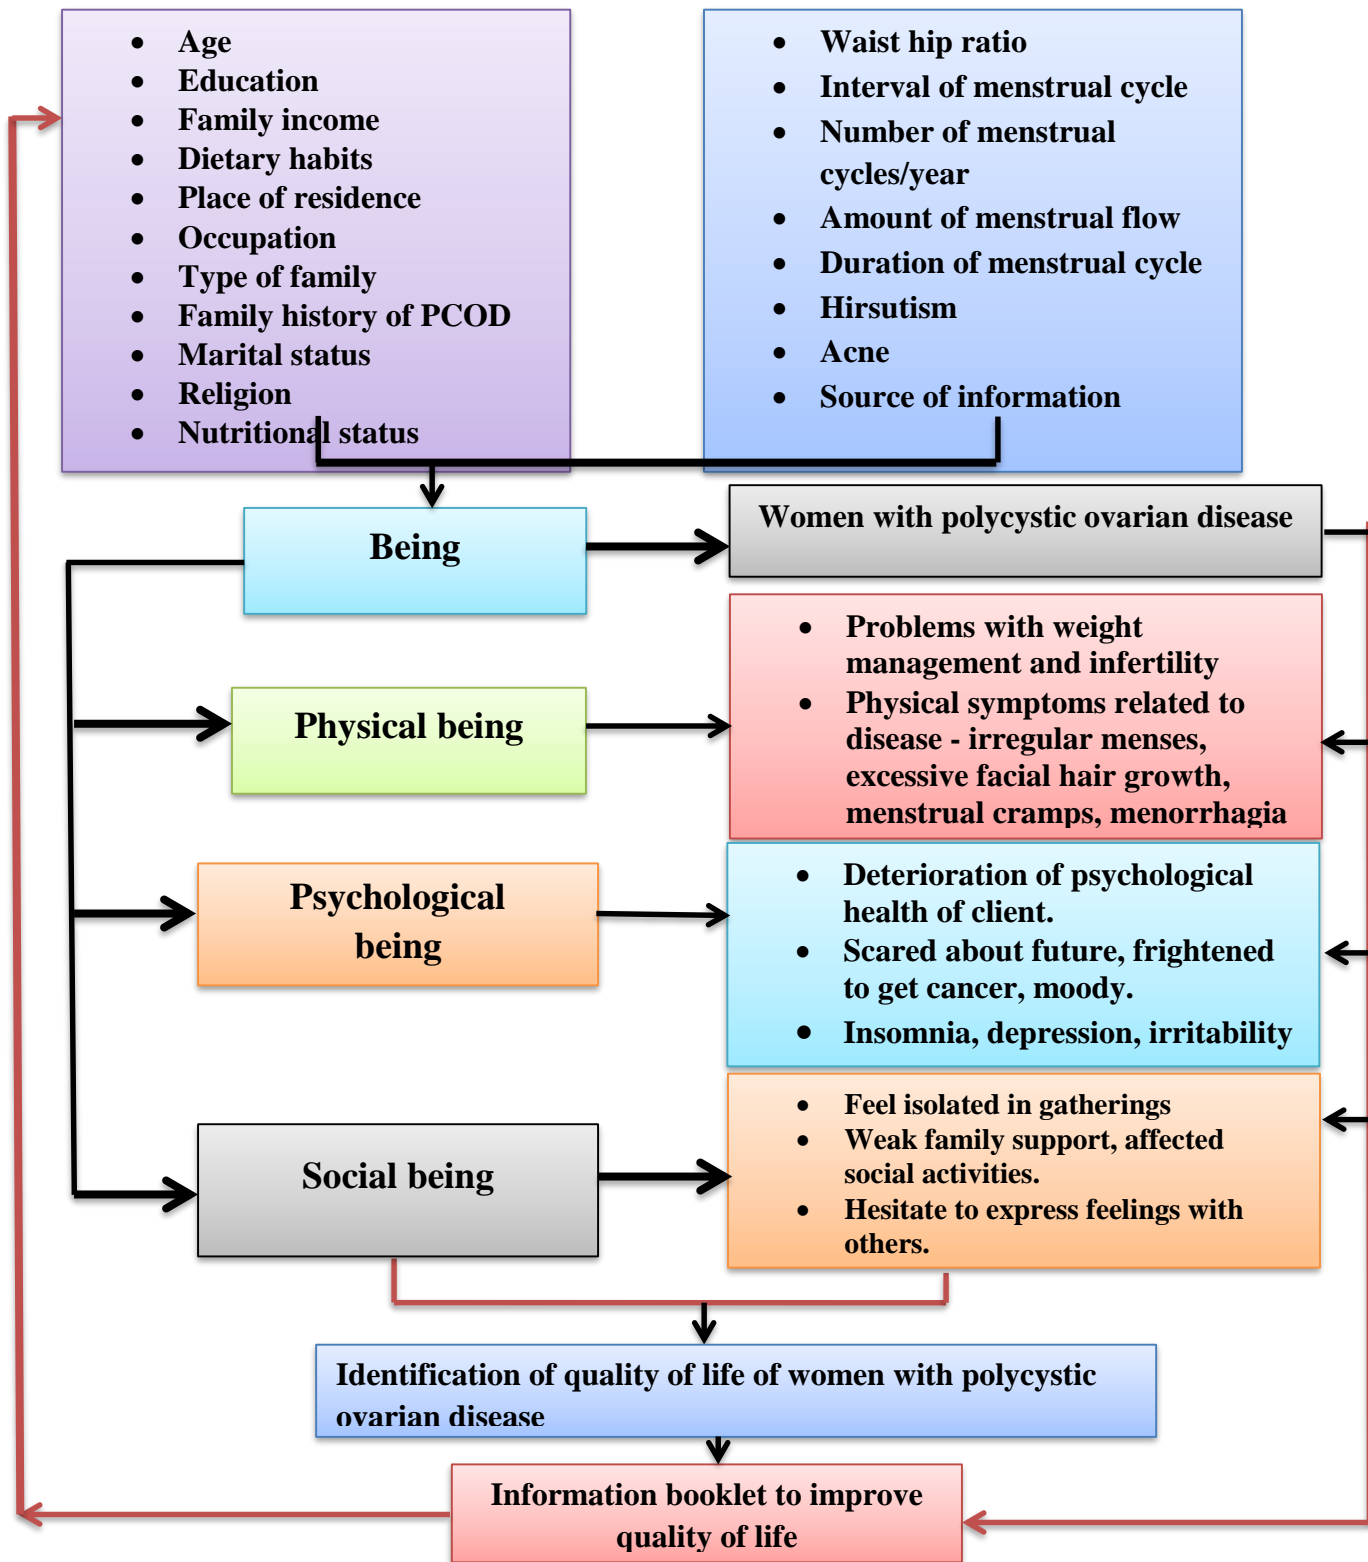 • Age
• Education
• Family income
• Dietary habits
• Place of residence
• Occupation
• Type of family
• Family history of PCOD
• Marital status
• Religion
• Nutritional status
• Waist hip ratio
• Interval of menstrual cycle
• Number of menstrual
cycles/year
• Amount of menstrual flow
• Duration of menstrual cycle
• Hirsutism
• Acne
• Source of information
Being
Women with polycystic ovarian disease
Physical being
• Problems with weight
management and infertility
• Physical symptoms related to
disease - irregular menses,
excessive facial hair growth,
menstrual cramps, menorrhagia
Psychological
being
• Deterioration of psychological
health of client.
• Scared about future, frightened
to get cancer, moody.
• Insomnia, depression, irritability
Social being
• Feel isolated in gatherings
• Weak family support, affected
social activities.
• Hesitate to express feelings with
others.
Identification of quality of life of women with polycystic
ovarian disease
Information booklet to improve
quality of life